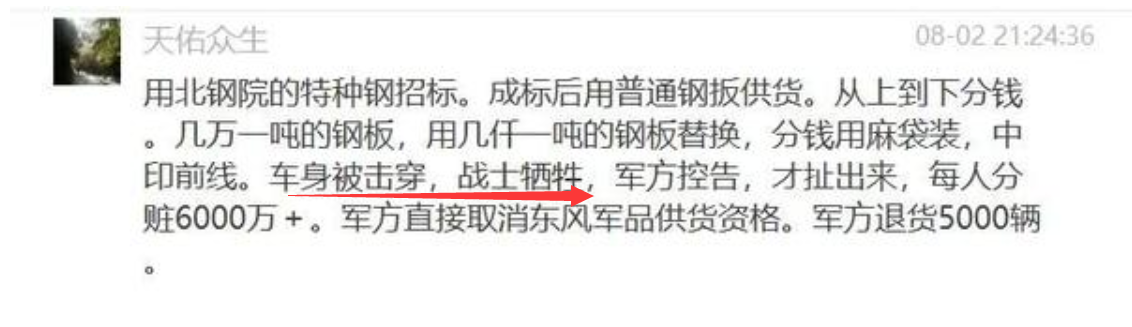 天佑众生
08-02 21:24:36
用北钢院的特种钢招标。成标后用普通钢扳供货。从上到下分钱
。几万一吨的钢板，用几仟一吨的钢板替换，分钱用麻袋装，中
印前线。车身被击穿，战士牺牲，军方控告，才扯出来，每人分
赃6000万+。军方直接取消东风军品供货资格。军方退货5000辆
。